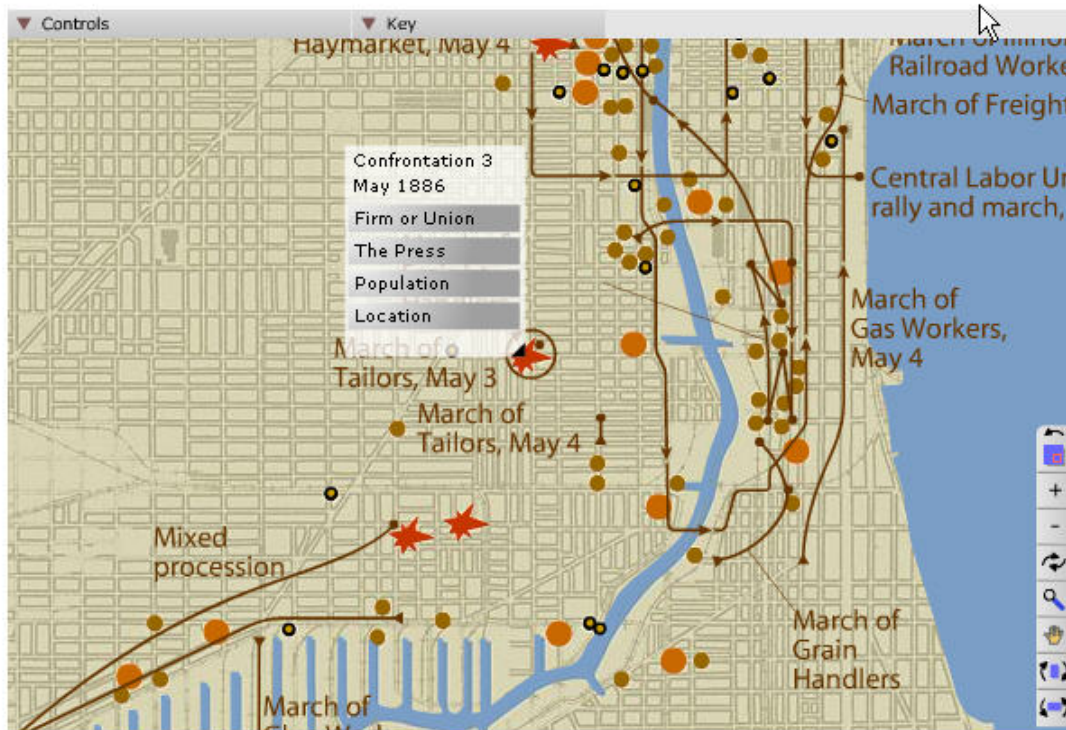 Controls
Key
Haymarket, May 4
March of
Railroad
March of Freight
Confrontation 3
May 1886
Firm or Union
The Press
Population
Location
Central Labor
rally and march,
March of
Gas Workers,
May 4
March of
Tailors, May 3
March of
Tailors, May 4
Mixed
procession
March of
Grain
Handlers
March of